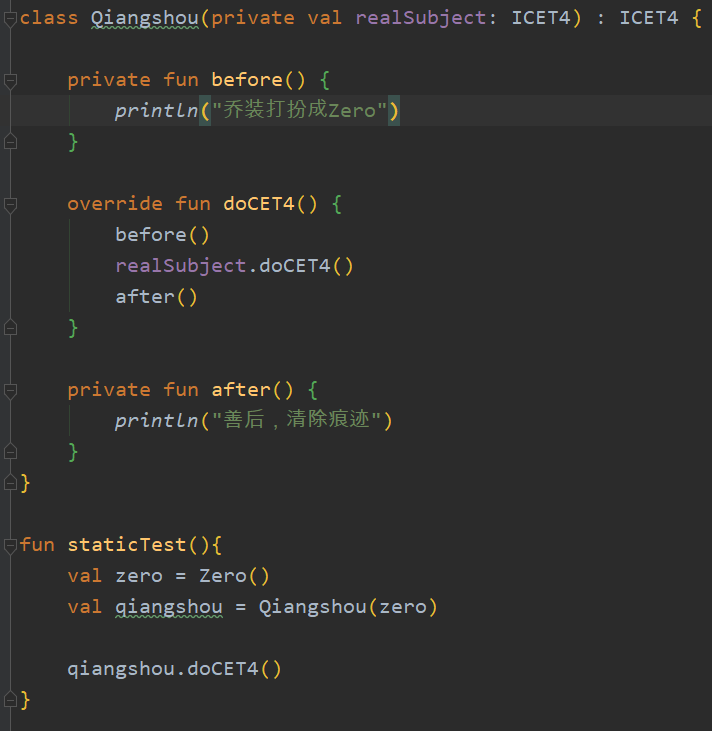 class Qiangshou(private val realSubject: ICET4) : ICET4 {
private fun before() {
println("乔装打扮成Zero")
}
override fun doCET4() {
before()
realSubject.doCET4()
after()
}
private fun after() {
println("善后，清除痕迹")
}
}
fun staticTest(){
val zero = Zero()
val qiangshou = Qiangshou(zero)
qiangshou.doCET4()
}